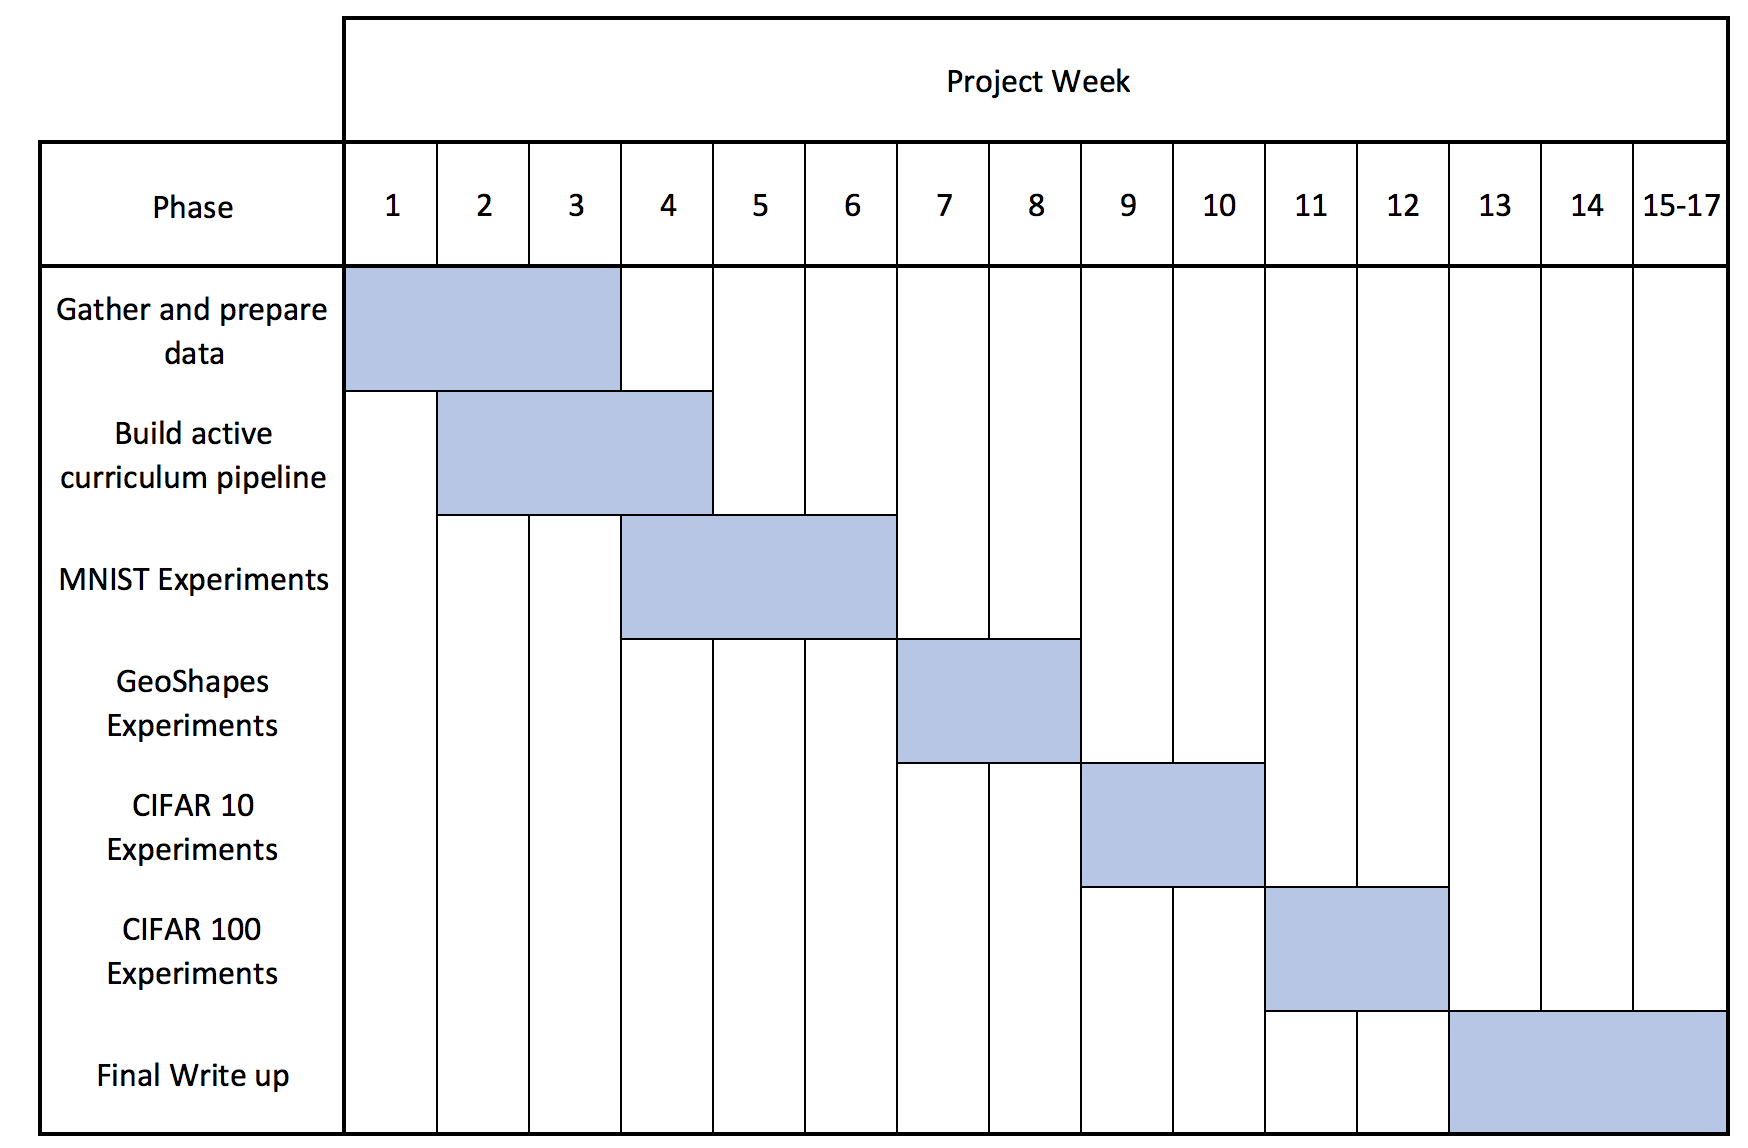 Project Week
Phase 1 2 3 4 5 6 7 8 9 10 11 12 13 14 15-17
Gather and prepare
data
Build active
curriculum pipeline
MNIST Experiments
GeoShapes
Experiments
CIFAR 10
Experiments
CIFAR 100
Experiments
Final Write up